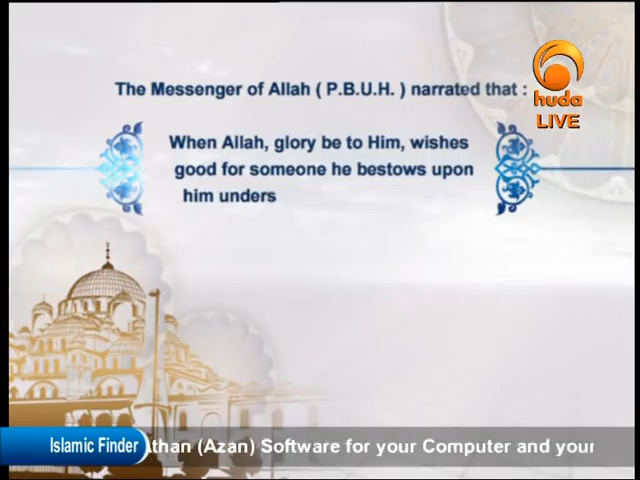 The Messenger of Allah ( P.B.U.H. ) narrated that :
huda
LIVE
When Allah, glory be to Him, wishes
good for someone he bestows upon
him unders
Islamic Finder
Athan (Azan) Software for your Computer and your